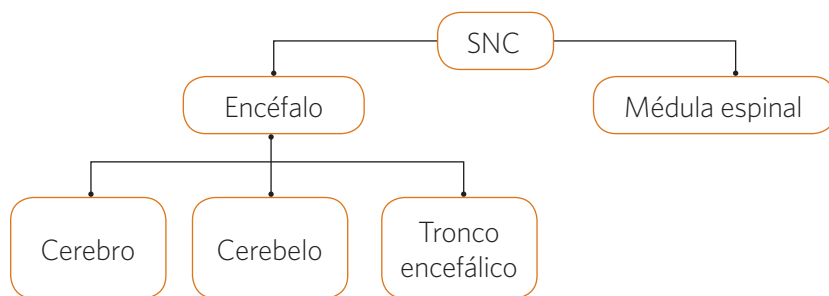 SNC
Encéfalo
Médula espinal
Cerebro
Cerebelo
Tronco
encefálico